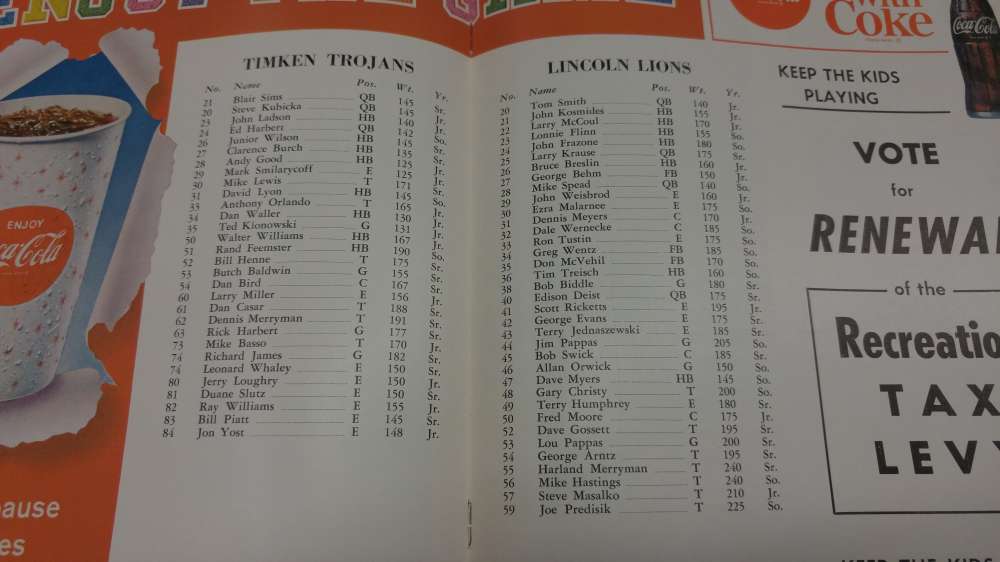 ENJOY THE GAME
TIMKEN TROJANS
No. Name Pos. Wt. Yr.
21 Blair Sims QB 145
20 Steve Kubicka QB 145 Sr.
23 John Ladson HB 140 Jr.
24 Ed Harbert QB 142 Jr.
26 Junior Wilson HB 145 So.
27 Clarence Burch HB 135 Sr.
28 Andy Good HB 125 Sr.
29 Mark Smilarycoff E 125 Jr.
30 Mike Lewis T 171 Jr.
31 David Lyon HB 145 Sr.
33 Anthony Orlando T 165 So.
34 Dan Waller HB 130 Jr.
35 Ted Klonowski G 131 Jr.
50 Walter Williams HB 167 Jr.
51 Rand Feemster HB 190 Jr.
52 Bill Henne T 175 So.
53 Butch Baldwin G 155 Sr.
54 Dan Bird C 167 Sr.
60 Larry Miller E 156 Jr.
61 Dan Casar T 188 Sr.
62 Dennis Merryman T 191 Sr.
63 Rick Harbert G 177 Sr.
73 Mike Basso T 170 Jr.
74 Richard James G 182 Sr.
74 Leonard Whaley E 150 Sr.
80 Jerry Loughry E 150 Jr.
81 Duane Slutz E 150 Sr.
82 Ray Williams E 155 Jr.
83 Bill Piatt E 145 Sr.
84 Jon Yost E 148 Jr.
LINCOLN LIONS
No. Name Pos. Wt. Yr.
20 Tom Smith QB 140 Jr.
21 John Kosmides HB 155 Jr.
22 Larry McCoul HB 170 Jr.
23 Lonnie Flinn HB 155 So.
24 John Frazone HB 180 So.
25 Larry Krause QB 175 Sr.
26 Bruce Breslin HB 160 Jr.
27 George Behm FB 150 Jr.
28 Mike Spead QB 140 So.
29 John Weisbrod E 160 Jr.
30 Ezra Malarnee E 175 So.
31 Dennis Meyers C 170 Jr.
32 Dale Wernecke C 185 So.
33 Ron Tustin E 175 So.
34 Greg Wentz FB 185 So.
35 Don McVehil FB 170 So.
36 Tim Treisch HB 160 So.
38 Bob Biddle G 180 Sr.
40 Edison Deist QB 175 Sr.
41 Scott Ricketts E 195 Jr.
42 George Evans E 175 Sr.
43 Terry Jednaszewski E 185 Sr.
44 Jim Pappas G 205 So.
45 Bob Swick C 185 Sr.
46 Allan Orwick G 150 So.
47 Dave Myers HB 145 So.
48 Gary Christy T 200 So.
49 Terry Humphrey E 180 Sr.
50 Fred Moore C 175 Jr.
52 Dave Gossett T 195 Sr.
53 Lou Pappas G 200 Sr.
54 George Arntz T 195 Sr.
55 Harland Merryman T 240 Sr.
56 Mike Hastings T 240 So.
57 Steve Masalko T 210 Jr.
59 Joe Predisik T 225 So.
ENJOY
Coca-Cola
ause
es
with
Coke
Coca-Cola
KEEP THE KIDS
PLAYING
VOTE
for
RENEWA
of the
Recreatio
TAX
LEVY
KEEP THE KIDS